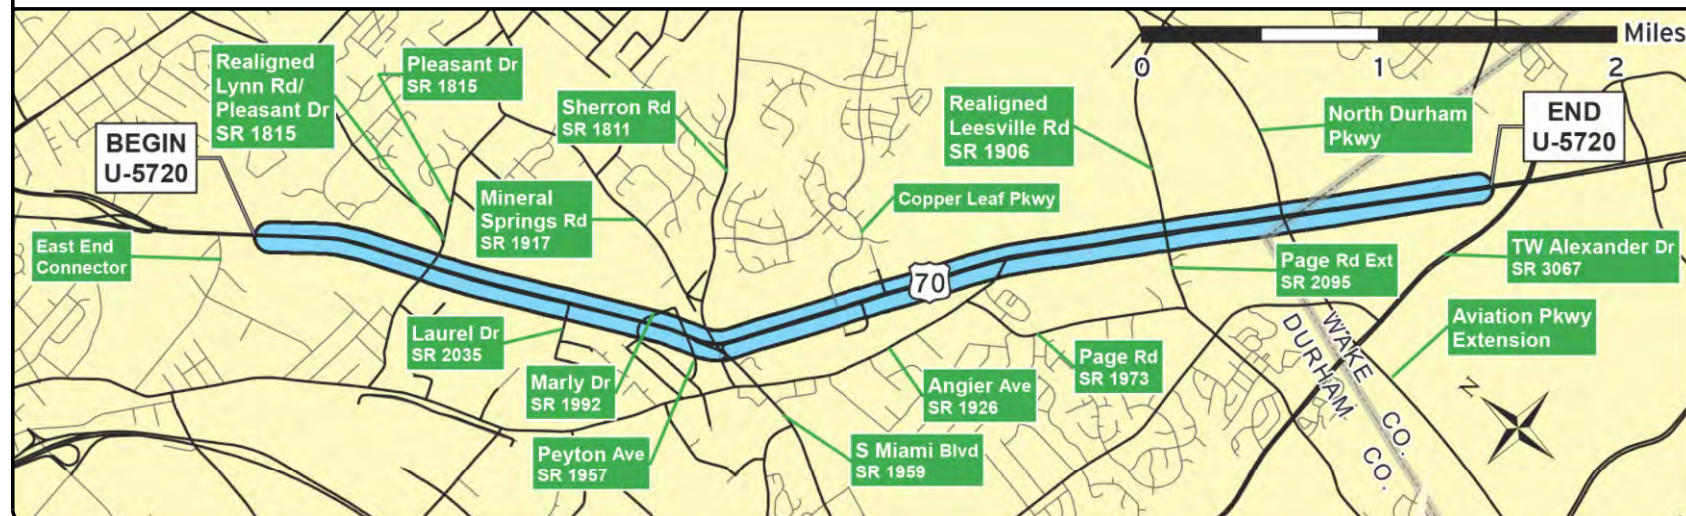 Realigned
Lynn Rd/
Pleasant Dr
SR 1815
Pleasant Dr
SR 1815
Sherron Rd
SR 1811
Realigned
Leesville Rd
SR 1906
Miles
0
1
2
North Durham
Pkwy
END
U-5720
BEGIN
U-5720
Mineral
Springs Rd
SR 1917
Copper Leaf Pkwy
East End
Connector
70
Page Rd Ext
SR 2095
TW Alexander Dr
SR 3067
Laurel Dr
SR 2035
Marly Dr
SR 1992
Angier Ave
SR 1926
Page Rd
SR 1973
Aviation Pkwy
Extension
WAKE CO.
DURHAM CO.
N
Peyton Ave
SR 1957
S Miami Blvd
SR 1959